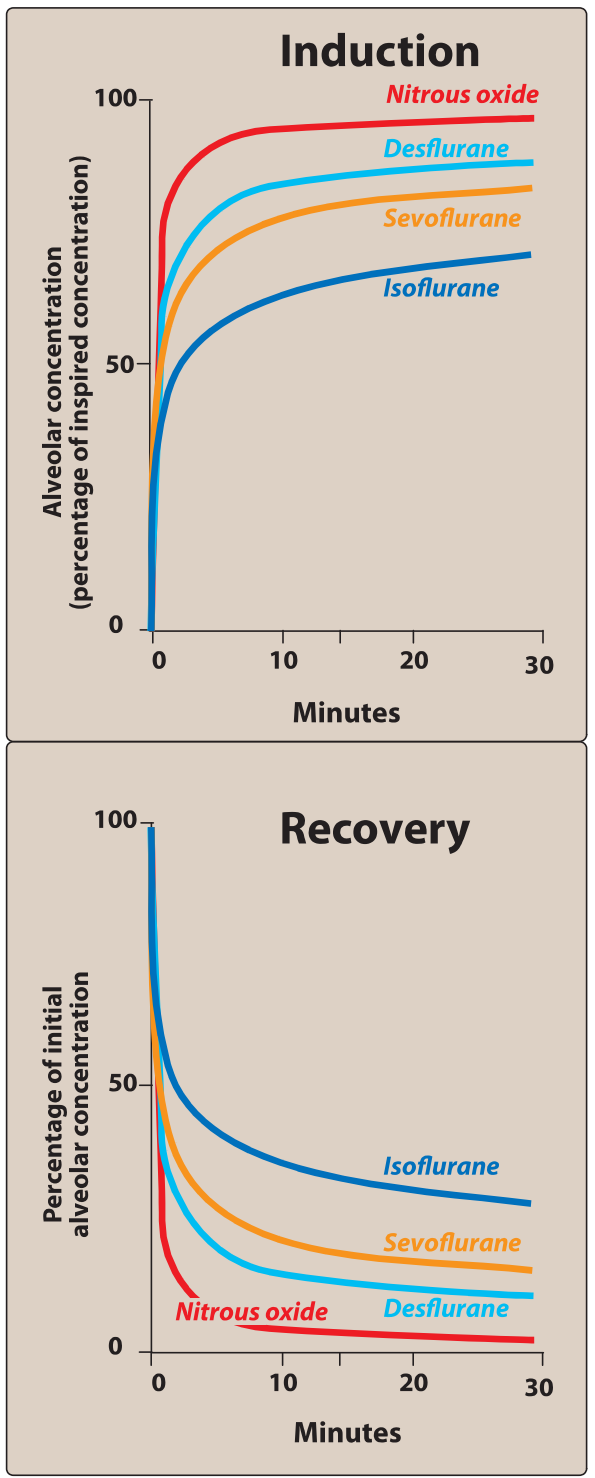 Induction
100
Nitrous oxide
Desflurane
Sevoflurane
Isoflurane
50
0
Alveolar concentration
(percentage of inspired concentration)
0 10 20 30
Minutes
Recovery
100
50
0
Percentage of initial
alveolar concentration
Isoflurane
Sevoflurane
Desflurane
Nitrous oxide
0 10 20 30
Minutes